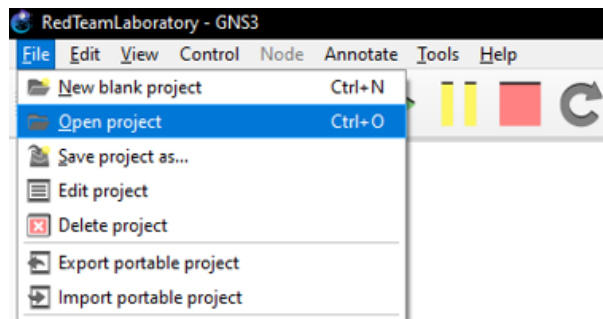 RedTeamLaboratory - GNS3
File Edit View Control Node Annotate Tools Help
New blank project Ctrl+N
Open project Ctrl+O
Save project as...
Edit project
Delete project
Export portable project
Import portable project